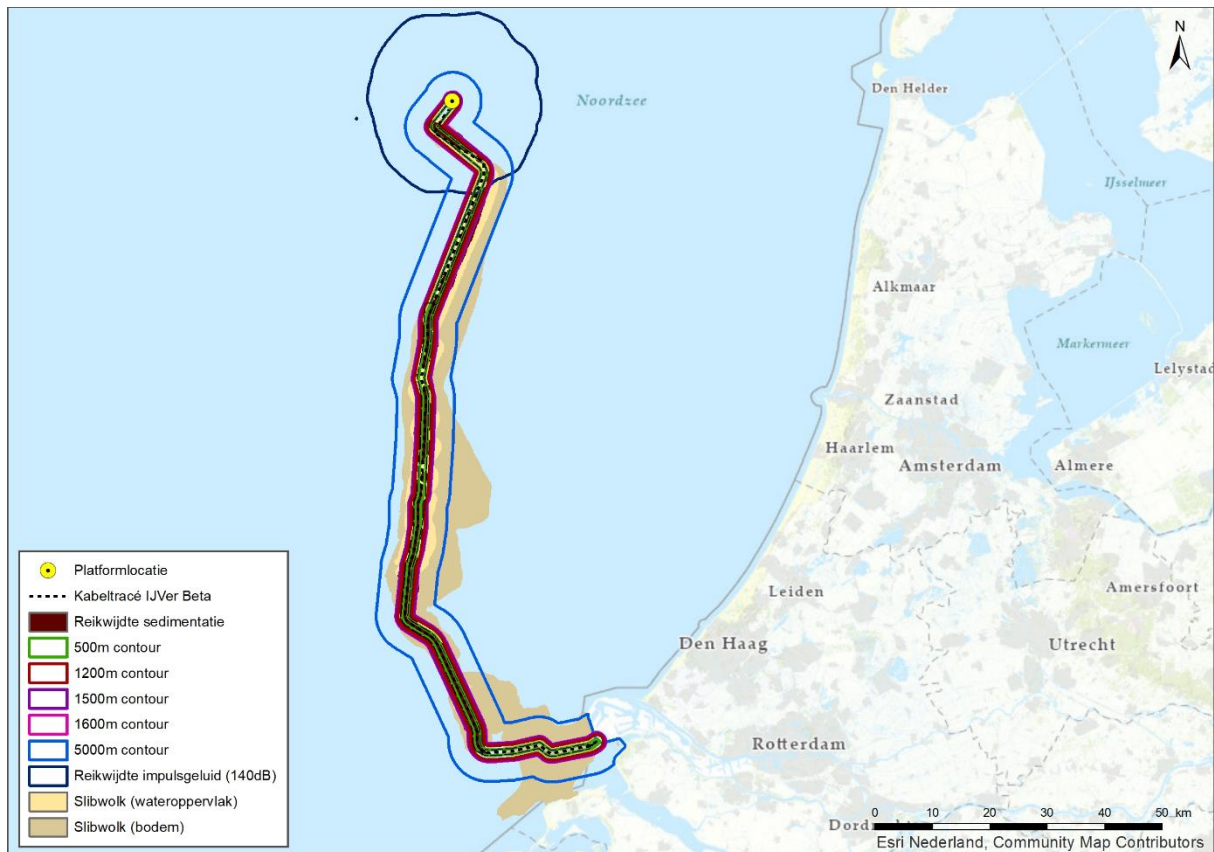 N
Noordzee
Den Helder
IJsselmeer
Alkmaar
Markermeer
Lelystad
Zaanstad
Haarlem
Amsterdam
Almere
Leiden
Amersfoort
Den Haag
Utrecht
Rotterdam
Platformlocatie
Kabeltracé IJVer Beta
Reikwijdte sedimentatie
500m contour
1200m contour
1500m contour
1600m contour
5000m contour
Reikwijdte impulsgeluid (140dB)
Slibwolk (wateroppervlak)
Slibwolk (bodem)
0 10 20 30 40 50 km
Esri Nederland, Community Map Contributors